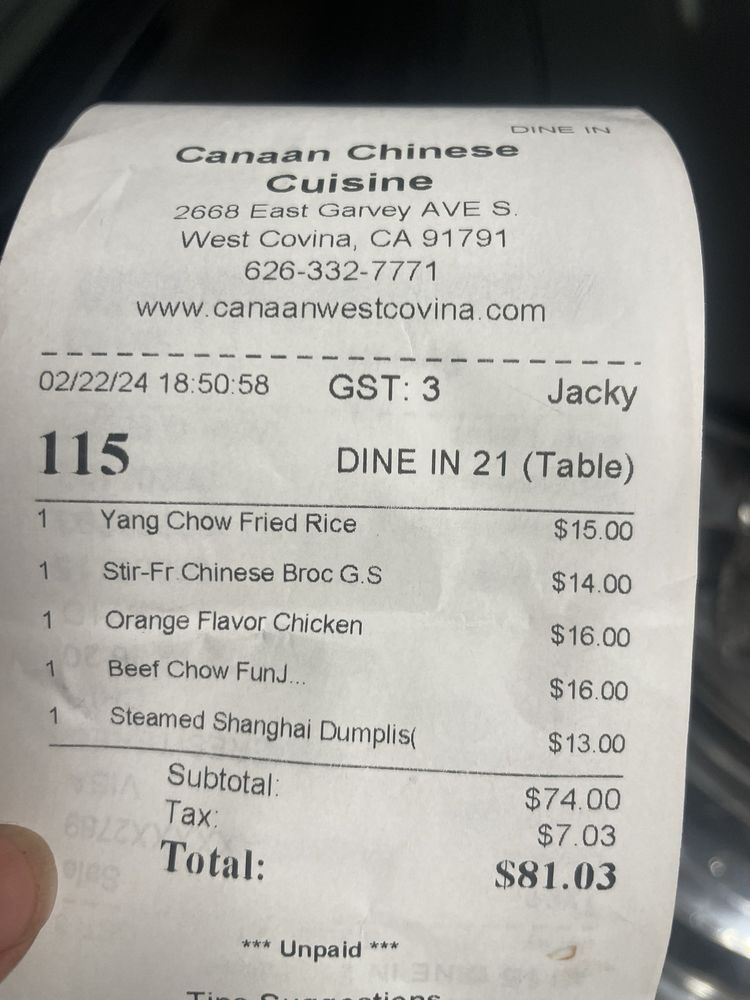 DINE IN
Canaan Chinese
Cuisine
2668 East Garvey AVE S.
West Covina, CA 91791
626-332-7771
www.canaanwestcovina.com
02/22/24 18:50:58 GST: 3 Jacky
115 DINE IN 21 (Table)
1 Yang Chow Fried Rice $15.00
1 Stir-Fr.Chinese Broc G.S $14.00
1 Orange Flavor Chicken $16.00
1 Beef Chow FunJ... $16.00
1 Steamed Shanghai Dumplis( $13.00
Subtotal: $74.00
Tax: $7.03
Total: $81.03
*** Unpaid ***
Tips Suggestions